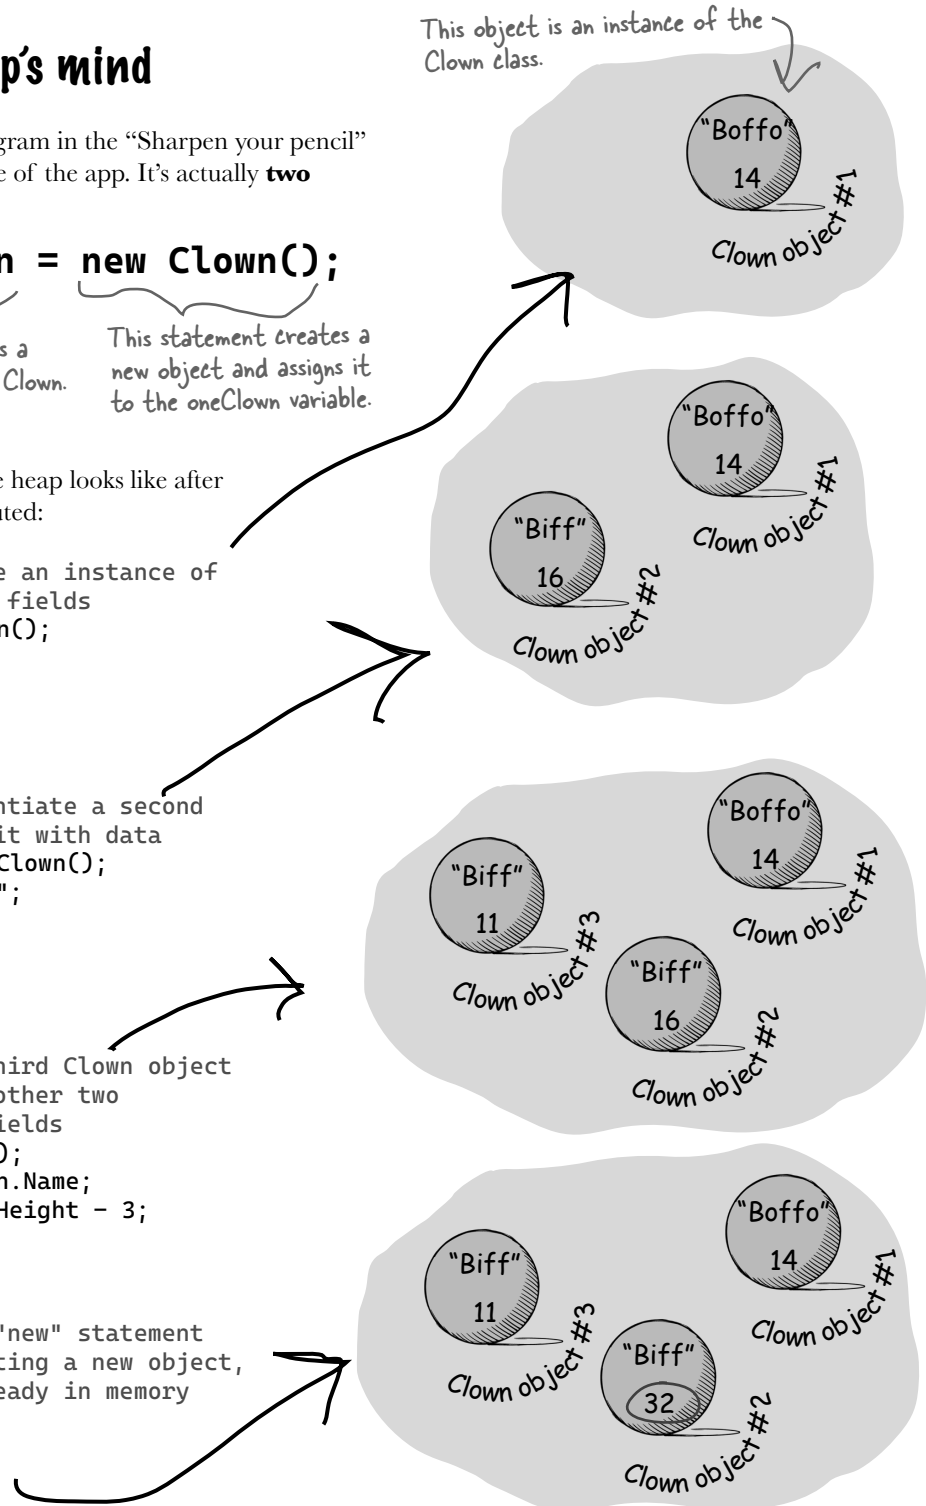 This object is an instance of the
Clown class.
p's mind
gram in the “Sharpen your pencil”
e of the app. It's actually two
n = new Clown();
s a
Clown.
This statement creates a
new object and assigns it
to the oneClown variable.
"Boffo"
14
Clown object #1
e heap looks like after
uted:
e an instance of
fields
n();
"Boffo"
14
Clown object #1
"Biff"
16
Clown object #2
ntiate a second
it with data
Clown();
";
"Boffo"
14
Clown object #1
"Biff"
11
Clown object #3
"Biff"
16
Clown object #2
hird Clown object
other two
ields
);
n.Name;
Height - 3;
"Boffo"
14
Clown object #1
"Biff"
11
Clown object #3
"Biff"
32
Clown object #2
"new" statement
ting a new object,
eady in memory